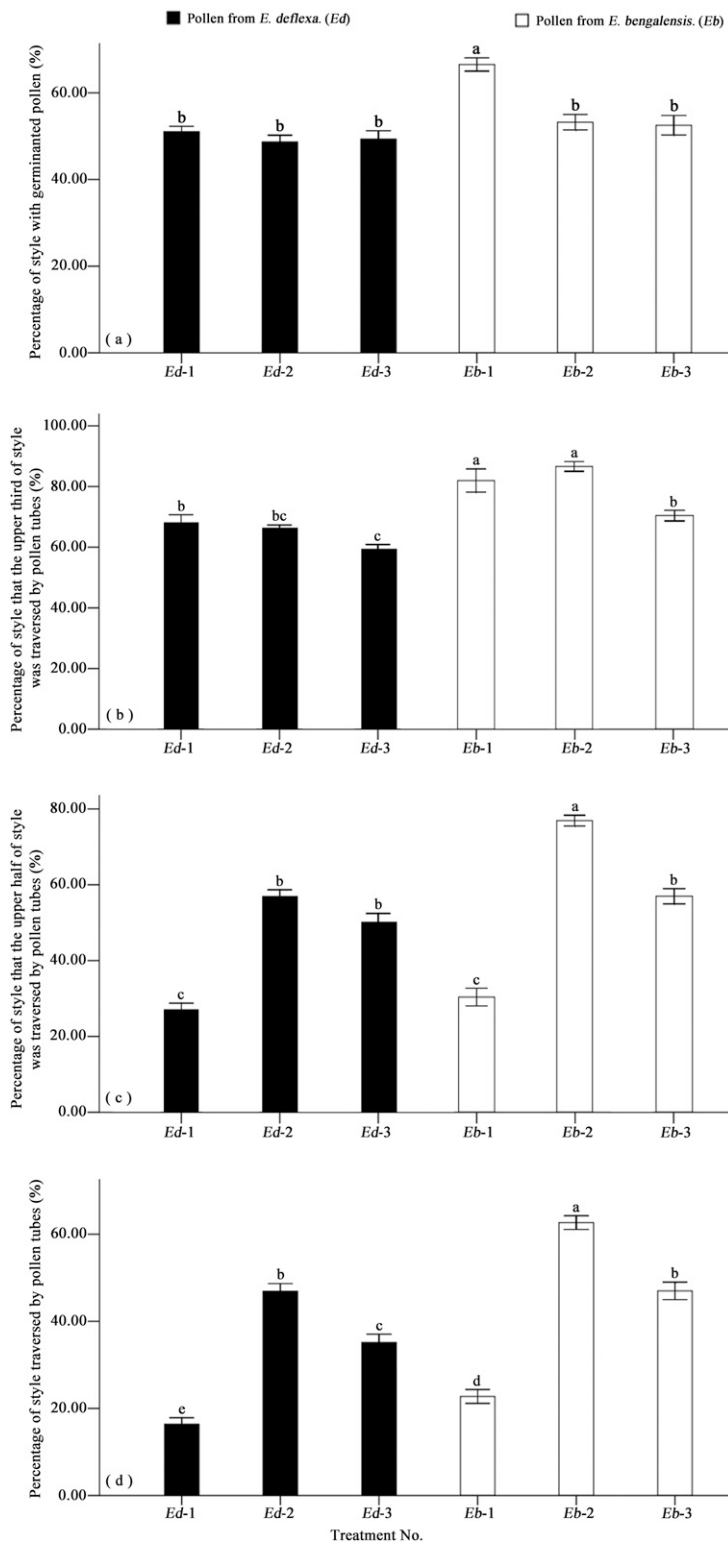 Pollen from E. deflexa. (Ed)
Pollen from E. bengalensis. (Eb)
Percentage of style with germinanted pollen (%)
60.00
40.00
20.00
0.00
b
b
b
a
b
b
( a )
Ed-1
Ed-2
Ed-3
Eb-1
Eb-2
Eb-3
Percentage of style that the upper third of style
was traversed by pollen tubes (%)
100.00
80.00
60.00
40.00
20.00
0.00
b
bc
c
a
a
b
( b )
Ed-1
Ed-2
Ed-3
Eb-1
Eb-2
Eb-3
Percentage of style that the upper half of style
was traversed by pollen tubes (%)
80.00
60.00
40.00
20.00
0.00
c
b
b
c
a
b
( c )
Ed-1
Ed-2
Ed-3
Eb-1
Eb-2
Eb-3
Percentage of style traversed by pollen tubes (%)
60.00
40.00
20.00
0.00
e
b
c
d
a
b
( d )
Ed-1
Ed-2
Ed-3
Eb-1
Eb-2
Eb-3
Treatment No.